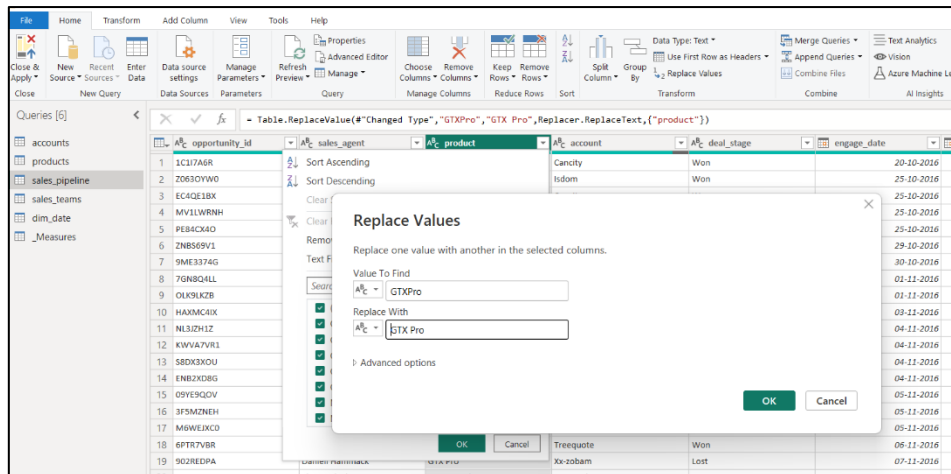 File Home Transform Add Column View Tools Help
Close & Apply New Source Recent Sources Enter Data Data source settings Manage Parameters Refresh Preview Properties Advanced Editor Manage Choose Columns Remove Columns Keep Rows Remove Rows Split Column Group By Data Type: Text Use First Row as Headers Replace Values Merge Queries Append Queries Combine Files Text Analytics Vision Azure Machine Le
Close New Query Data Sources Parameters Query Manage Columns Reduce Rows Sort Transform Combine AI Insights
Queries [6]
= Table.ReplaceValue(#"Changed Type","GTXPro","GTX Pro",Replacer.ReplaceText,{"product"})
accounts
products
sales_pipeline
sales_teams
dim_date
_Measures
opportunity_id sales_agent product account deal_stage engage_date
1 1C1I7A6R Cancity Won 20-10-2016
2 Z063OYW0 Isdom Won 25-10-2016
3 EC4QE1BX 25-10-2016
4 MV1LWRNH 25-10-2016
5 PE84CX4O 25-10-2016
6 ZNBS69V1 29-10-2016
7 9ME3374G 30-10-2016
8 7GN8Q4LL 01-11-2016
9 OLK9LKZB 01-11-2016
10 HAXMC4IX 03-11-2016
11 NL3JZH1Z 04-11-2016
12 KWVA7VR1 04-11-2016
13 S8DX3XOU 04-11-2016
14 ENB2XD8G 04-11-2016
15 09YE9QOV 05-11-2016
16 3F5MZNEH 05-11-2016
17 M6WEJXC0 05-11-2016
18 6PTR7VBR Treequote Won 06-11-2016
19 902REDPA GTX Pro Xx-zobam Lost 07-11-2016
Sort Ascending
Sort Descending
Clear
Clear
Remo
Text F
Searc
OK Cancel
Replace Values
Replace one value with another in the selected columns.
Value To Find
GTXPro
Replace With
GTX Pro
Advanced options
OK Cancel